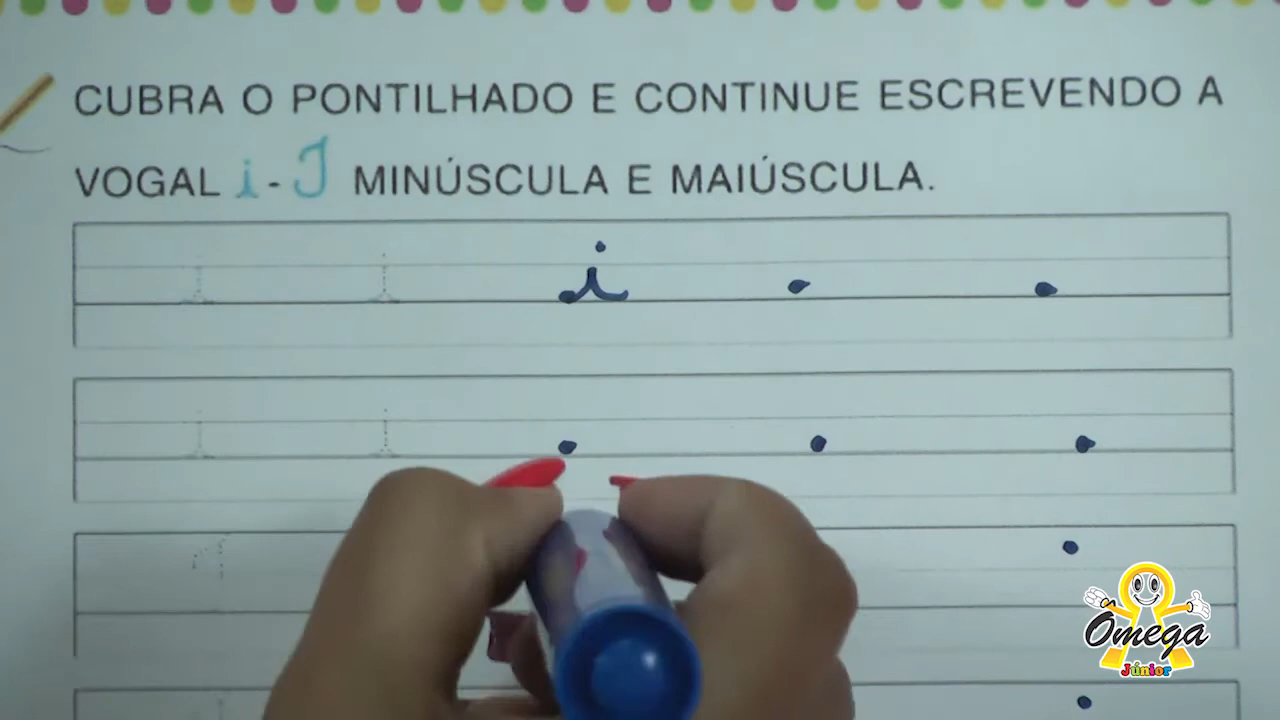 CUBRA O PONTILHADO E CONTINUE ESCREVENDO A
VOGAL i - I MINÚSCULA E MAIÚSCULA.
i i i
i i
Ômega
Júnior